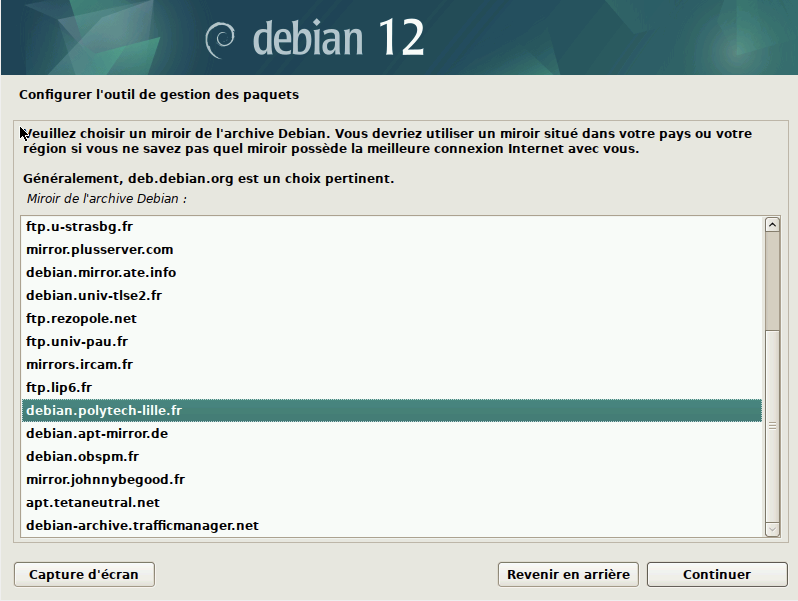 debian 12
Configurer l'outil de gestion des paquets
Veuillez choisir un miroir de l'archive Debian. Vous devriez utiliser un miroir situé dans votre pays ou votre
région si vous ne savez pas quel miroir possède la meilleure connexion Internet avec vous.
Généralement, deb.debian.org est un choix pertinent.
Miroir de l'archive Debian :
ftp.u-strasbg.fr
mirror.plusserver.com
debian.mirror.ate.info
debian.univ-tlse2.fr
ftp.rezopole.net
ftp.univ-pau.fr
mirrors.ircam.fr
ftp.lip6.fr
debian.polytech-lille.fr
debian.apt-mirror.de
debian.obspm.fr
mirror.johnnybegood.fr
apt.tetaneutral.net
debian-archive.trafficmanager.net
Capture d'écran
Revenir en arrière
Continuer